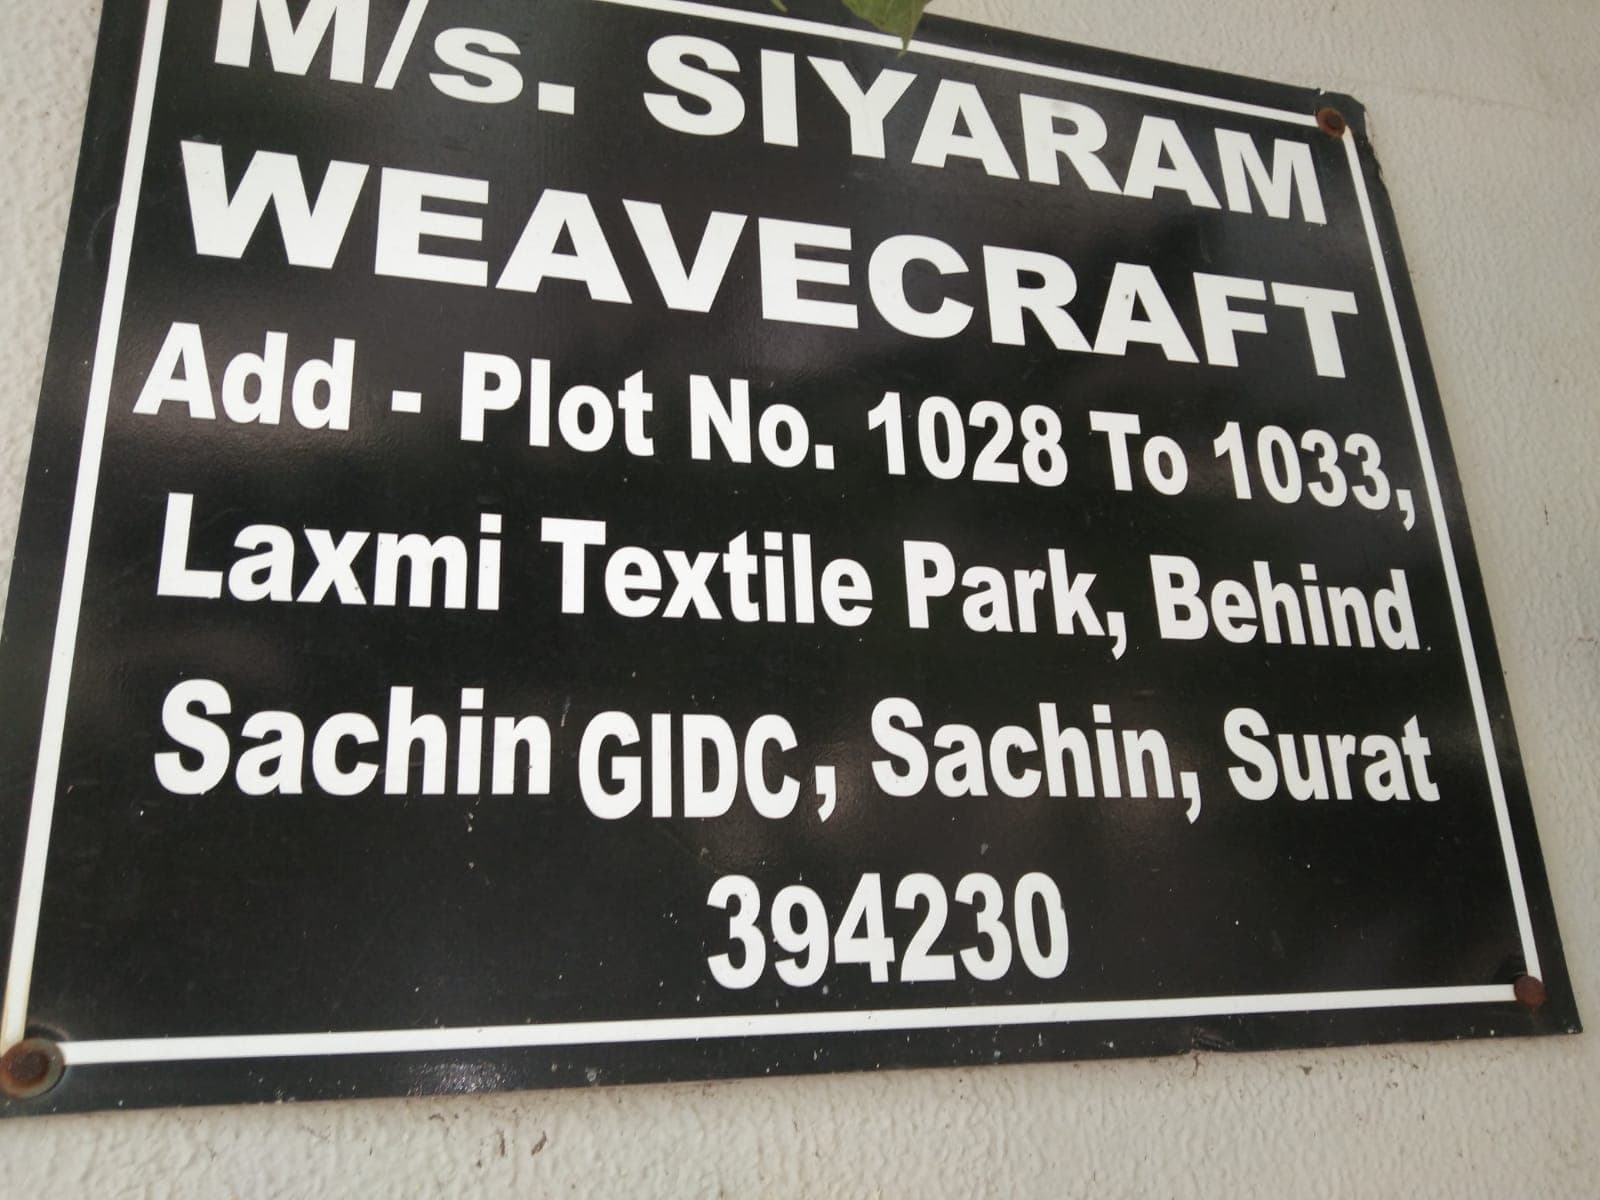 M/s. SIYARAM
WEAVECRAFT
Add - Plot No. 1028 To 1033,
Laxmi Textile Park, Behind
Sachin GIDC, Sachin, Surat
394230